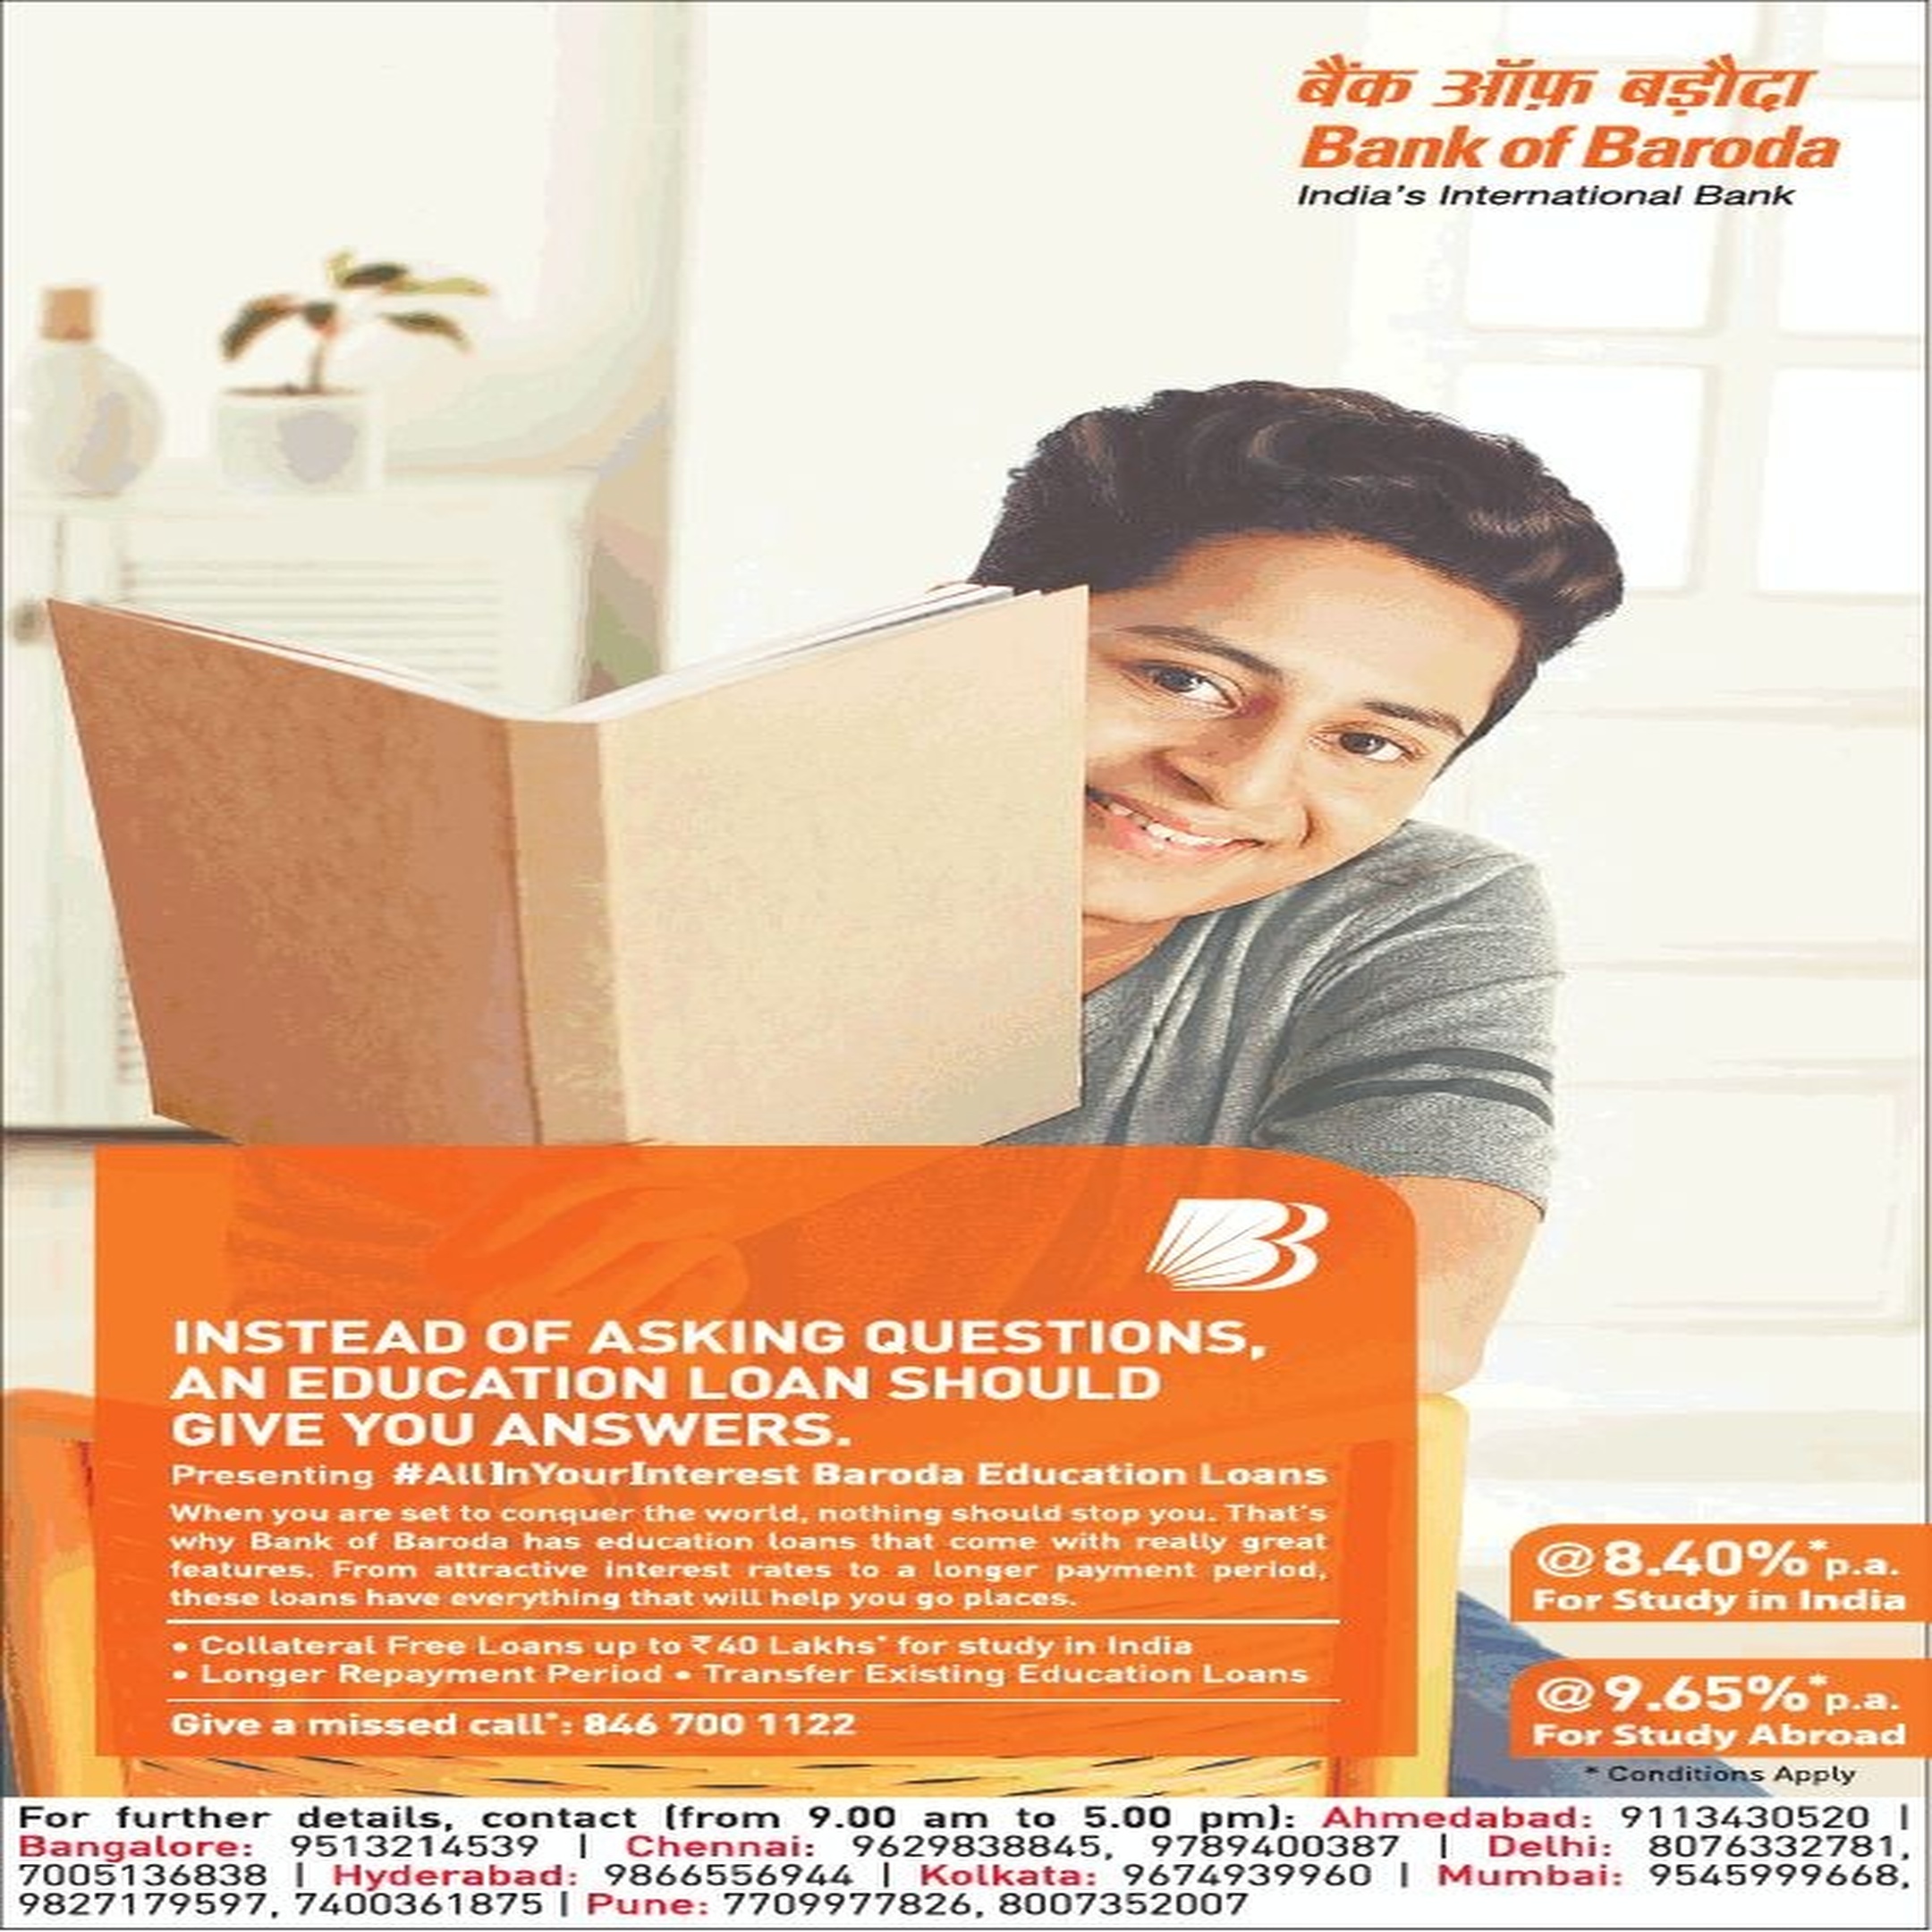 बैंक ऑफ़ बड़ौदा
Bank of Baroda
India's International Bank
INSTEAD OF ASKING QUESTIONS,
AN EDUCATION LOAN SHOULD
GIVE YOU ANSWERS.
Presenting #AllInYourInterest Baroda Education Loans
When you are set to conquer the world, nothing should stop you. That's
why Bank of Baroda has education loans that come with really great
features. From attractive interest rates to a longer payment period,
these loans have everything that will help you go places.
• Collateral Free Loans up to ₹40 Lakhs* for study in India
• Longer Repayment Period • Transfer Existing Education Loans
Give a missed call*: 846 700 1122
@8.40%*p.a.
For Study in India
@9.65%*p.a.
For Study Abroad
* Conditions Apply
For further details, contact (from 9.00 am to 5.00 pm): Ahmedabad: 9113430520 |
Bangalore: 9513214539 | Chennai: 9629838845, 9789400387 | Delhi: 8076332781,
7005136838 | Hyderabad: 9866556944 | Kolkata: 9674939960 | Mumbai: 9545999668,
9827179597, 7400361875 | Pune: 7709977826, 8007352007